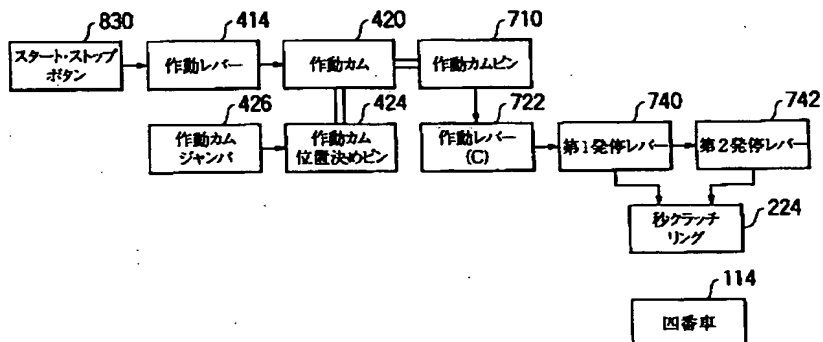 830
414
420
710
スタート・ストップ
ボタン
作動レバー
作動カム
作動カムピン
426
424
722
740
742
作動カム
ジャンパ
作動カム
位置決めピン
作動レバー
(C)
第1発停レバー
第2発停レバー
224
秒クラッチ
リング
114
四番車